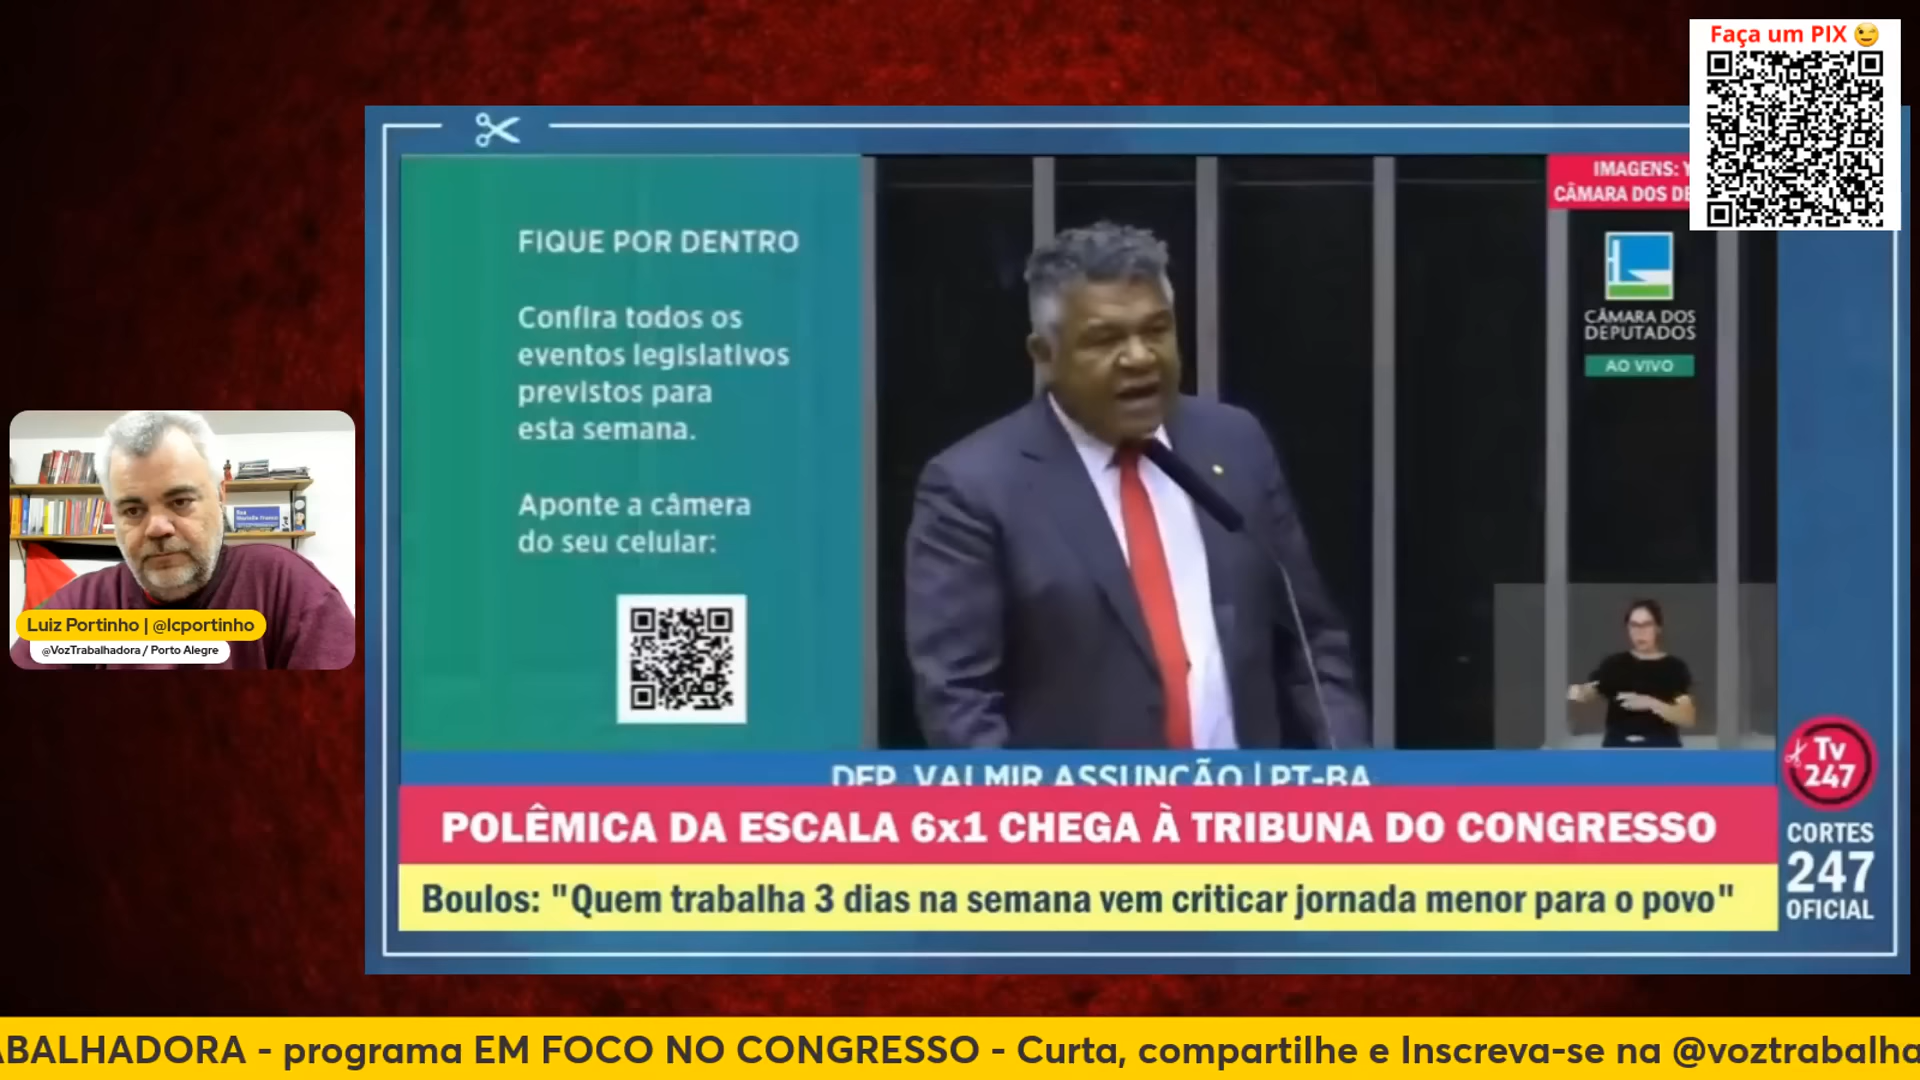 Faça um PIX
IMAGENS: Y
CÂMARA DOS DE
FIQUE POR DENTRO
Confira todos os
eventos legislativos
previstos para
esta semana.
Aponte a câmera
do seu celular:
CÂMARA DOS
DEPUTADOS
AO VIVO
Luiz Portinho | @lcportinho
@VozTrabalhadora / Porto Alegre
DEP. VALMIR ASSUNÇÃO | PT-BA
POLÊMICA DA ESCALA 6x1 CHEGA À TRIBUNA DO CONGRESSO
Boulos: "Quem trabalha 3 dias na semana vem criticar jornada menor para o povo"
Tv
247
CORTES
247
OFICIAL
ABALHADORA - programa EM FOCO NO CONGRESSO - Curta, compartilhe e Inscreva-se na @voztrabalha